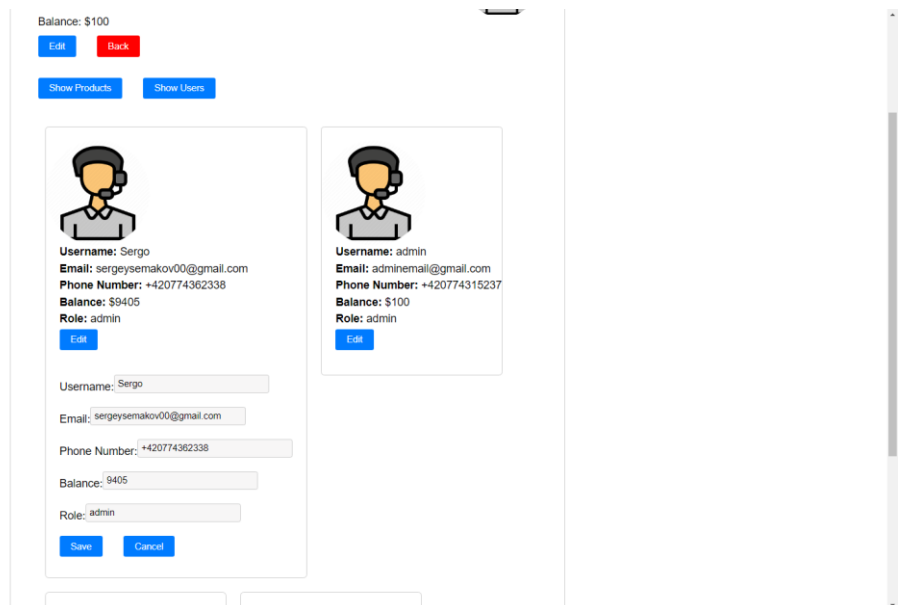 Balance: $100
Edit Back
Show Products Show Users
Username: Sergo
Email: sergeysemakov00@gmail.com
Phone Number: +420774362338
Balance: $9405
Role: admin
Edit
Username: Sergo
Email: sergeysemakov00@gmail.com
Phone Number: +420774362338
Balance: 9405
Role: admin
Save Cancel
Username: admin
Email: adminemail@gmail.com
Phone Number: +420774315237
Balance: $100
Role: admin
Edit